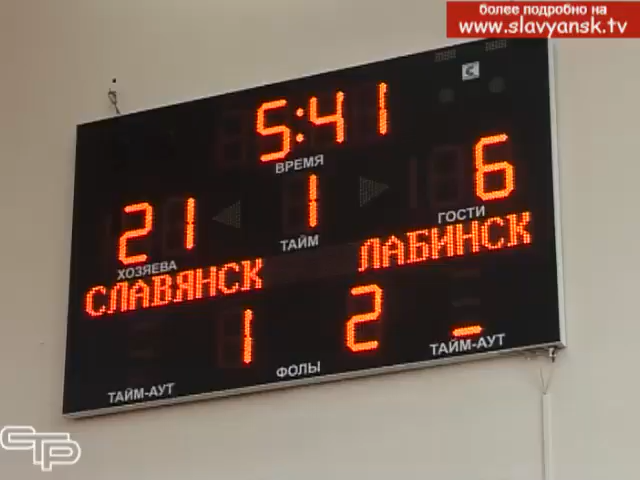 более подробно на
www.slavyansk.tv
5:41
ВРЕМЯ
21
1
6
ХОЗЯЕВА
ТАЙМ
ГОСТИ
СЛАВЯНСК
ЛАБИНСК
1
2
ТАЙМ-АУТ
ФОЛЫ
ТАЙМ-АУТ
СТР